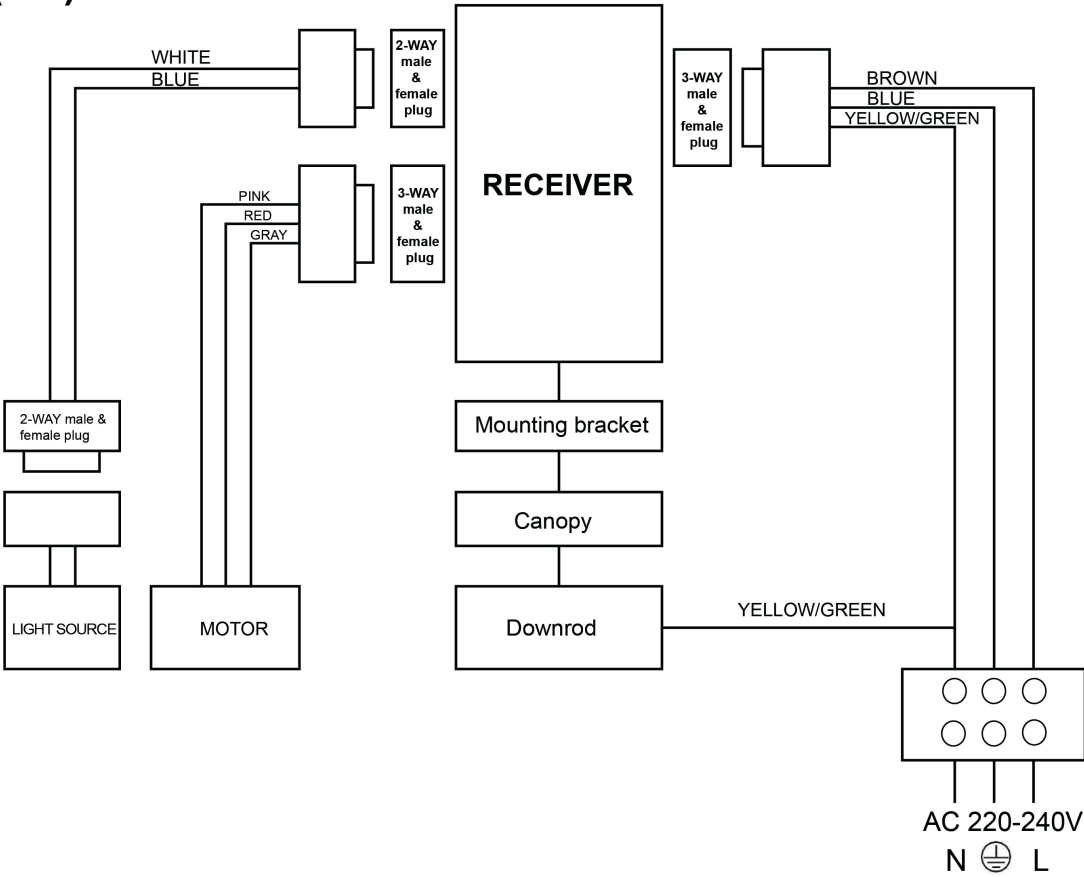 WHITE
BLUE
2-WAY
male
&
female
plug
RECEIVER
3-WAY
male
&
female
plug
BROWN
BLUE
YELLOW/GREEN
PINK
RED
GRAY
3-WAY
male
&
female
plug
2-WAY male &
female plug
Mounting bracket
Canopy
LIGHT SOURCE
MOTOR
Downrod
YELLOW/GREEN
AC 220-240V
N L